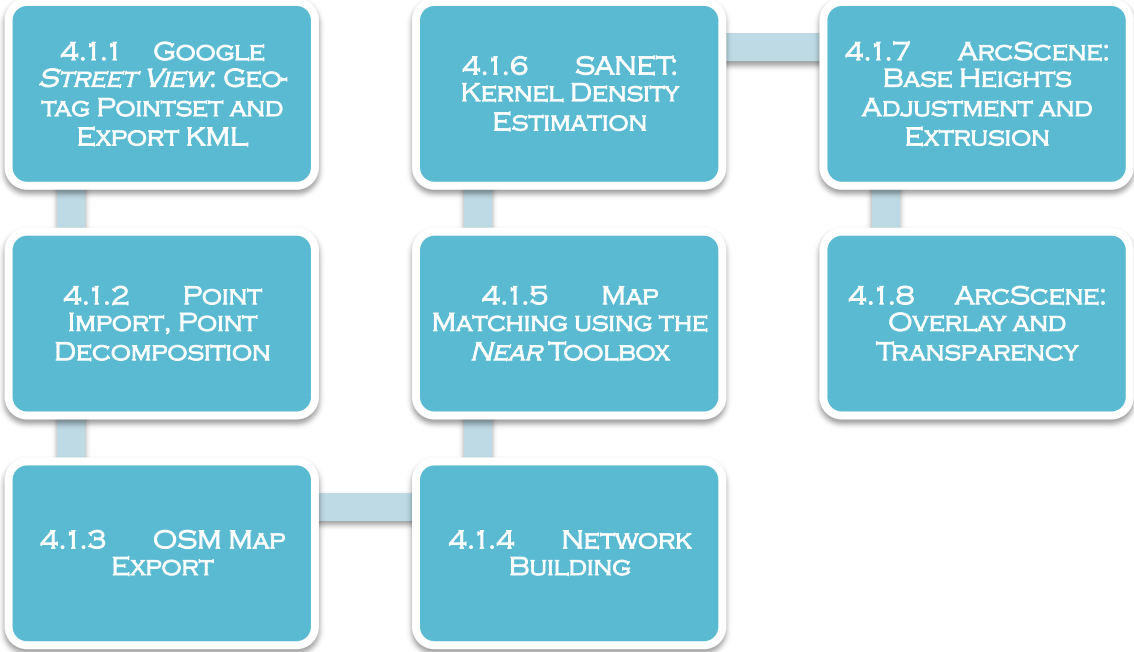 4.1.1 Google
Street View: Geo-
tag Pointset and
Export KML
4.1.2 Point
Import, Point
Decomposition
4.1.3 OSM Map
Export
4.1.4 Network
Building
4.1.5 Map
Matching using the
Near Toolbox
4.1.6 SANET:
Kernel Density
Estimation
4.1.7 ArcScene:
Base Heights
Adjustment and
Extrusion
4.1.8 ArcScene:
Overlay and
Transparency